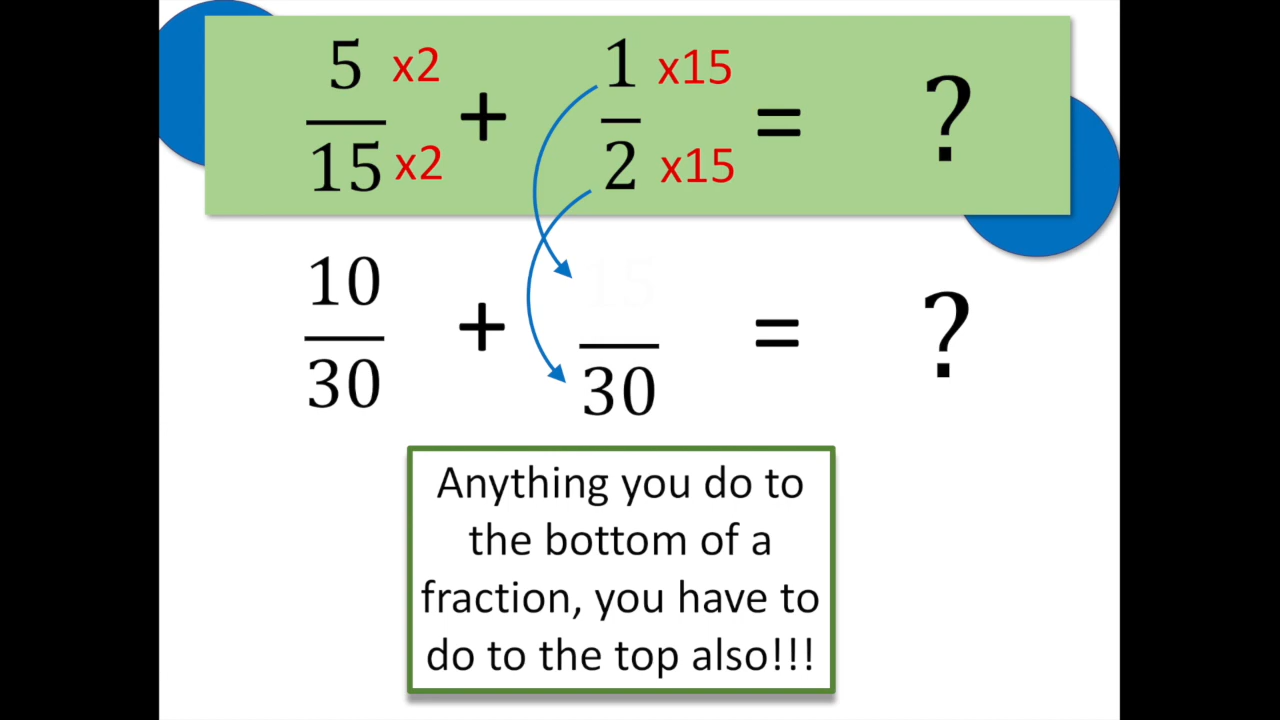 5 x2 + 1 x15 = ?
15 x2 2 x15
10 + 15 = ?
30 30
Anything you do to
the bottom of a
fraction, you have to
do to the top also!!!